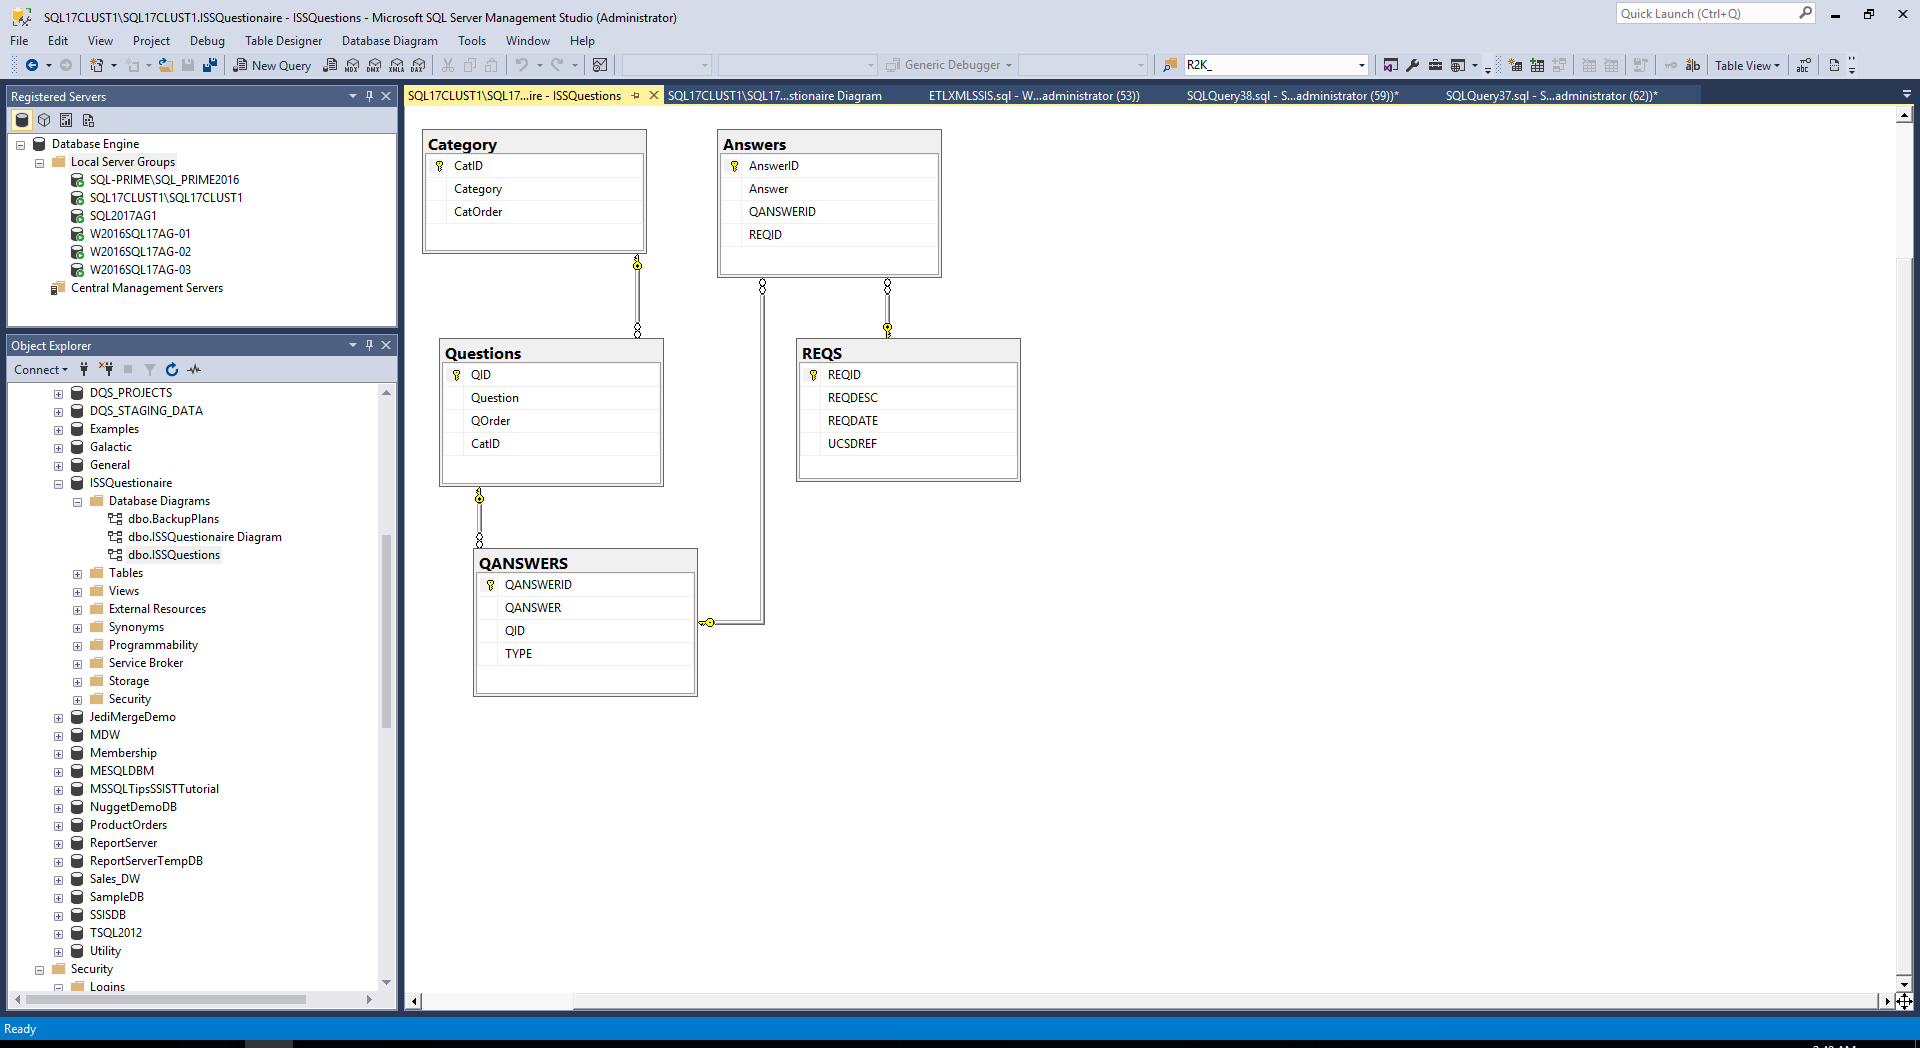 SQL17CLUST1\SQL17CLUST1.ISSQuestionaire - ISSQuestions - Microsoft SQL Server Management Studio (Administrator)
Quick Launch (Ctrl+Q)
File Edit View Project Debug Table Designer Database Diagram Tools Window Help
New Query MDX DMX XMLA DAX Generic Debugger R2K_ Table View
Registered Servers
Database Engine
Local Server Groups
SQL-PRIME\SQL_PRIME2016
SQL17CLUST1\SQL17CLUST1
SQL2017AG1
W2016SQL17AG-01
W2016SQL17AG-02
W2016SQL17AG-03
Central Management Servers
Object Explorer
Connect
DQS_PROJECTS
DQS_STAGING_DATA
Examples
Galactic
General
ISSQuestionaire
Database Diagrams
dbo.BackupPlans
dbo.ISSQuestionaire Diagram
dbo.ISSQuestions
Tables
Views
External Resources
Synonyms
Programmability
Service Broker
Storage
Security
JediMergeDemo
MDW
Membership
MESQLDBM
MSSQLTipsSSISTTutorial
NuggetDemoDB
ProductOrders
ReportServer
ReportServerTempDB
Sales_DW
SampleDB
SSISDB
TSQL2012
Utility
Security
Logins
SQL17CLUST1\SQL17...ire - ISSQuestions SQL17CLUST1\SQL17...stionaire Diagram ETLXMLSSIS.sql - W...administrator (53)) SQLQuery38.sql - S...administrator (59))* SQLQuery37.sql - S...administrator (62))*
Category
CatID
Category
CatOrder
Answers
AnswerID
Answer
QANSWERID
REQID
Questions
QID
Question
QOrder
CatID
REQS
REQID
REQDESC
REQDATE
UCSDREF
QANSWERS
QANSWERID
QANSWER
QID
TYPE
Ready